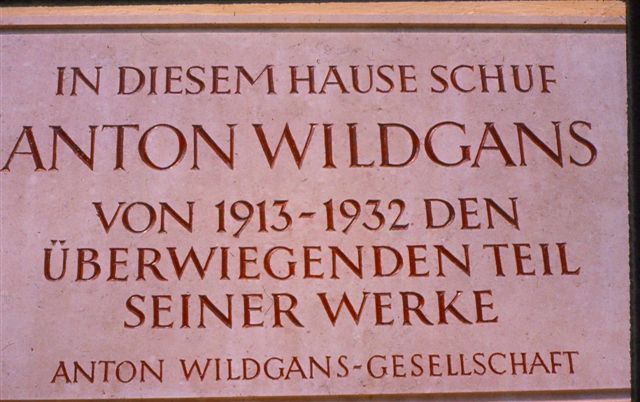 IN DIESEM HAUSE SCHUF
ANTON WILDGANS
VON 1913-1932 DEN
ÜBERWIEGENDEN TEIL
SEINER WERKE
ANTON WILDGANS-GESELLSCHAFT